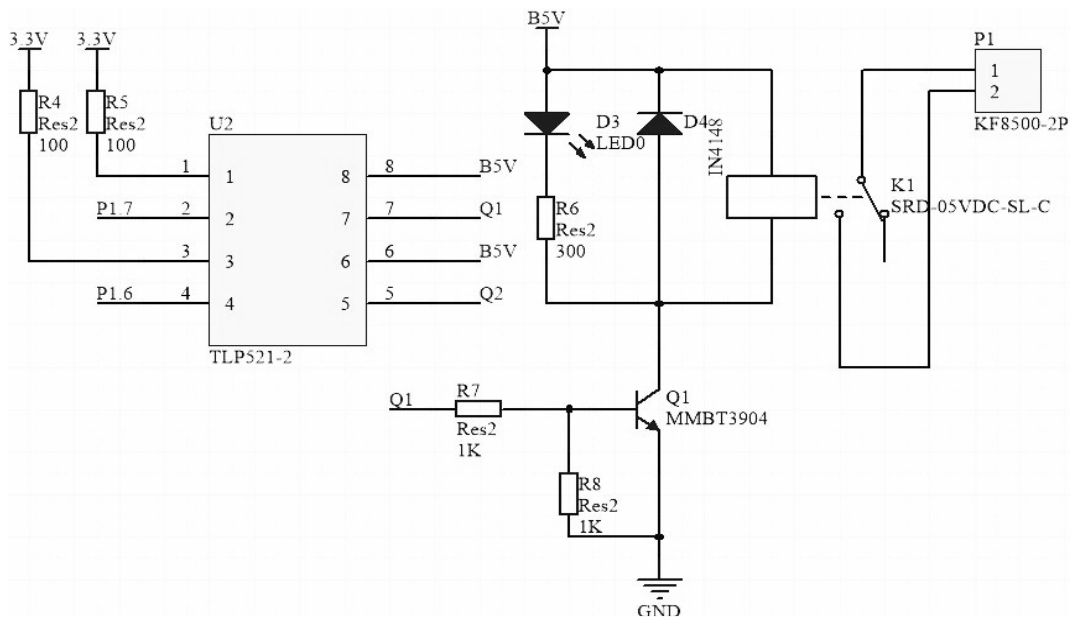 B5V
3.3V
3.3V
P1
1
2
KF8500-2P
R4
Res2
100
R5
Res2
100
U2
D3
LED0
D4
IN4148
1
1
8
8
B5V
P1.7
2
2
7
7
Q1
3
3
6
6
B5V
P1.6
4
4
5
5
Q2
TLP521-2
R6
Res2
300
K1
SRD-05VDC-SL-C
Q1
R7
Res2
1K
Q1
MMBT3904
R8
Res2
1K
GND